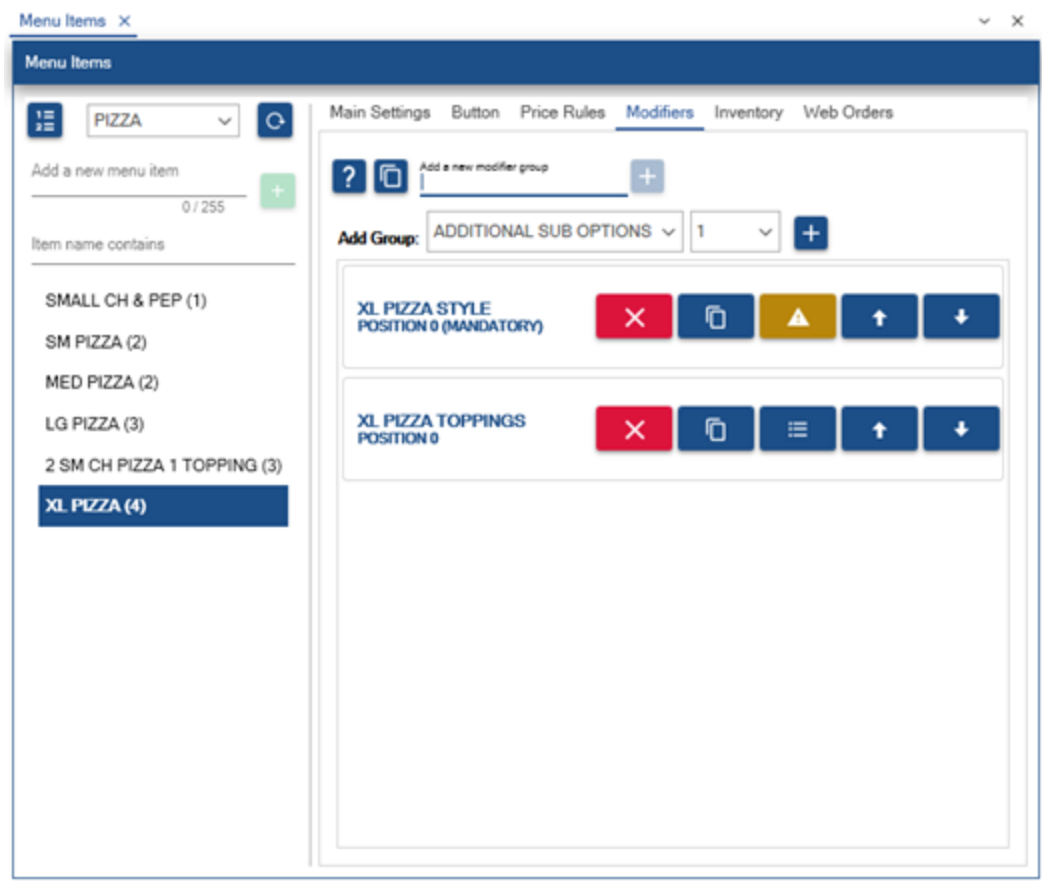 Menu Items
Menu Items
PIZZA
Add a new menu item
0 / 255
Item name contains
SMALL CH & PEP (1)
SM PIZZA (2)
MED PIZZA (2)
LG PIZZA (3)
2 SM CH PIZZA 1 TOPPING (3)
XL PIZZA (4)
Main Settings Button Price Rules Modifiers Inventory Web Orders
? Add a new modifier group
Add Group: ADDITIONAL SUB OPTIONS 1
XL PIZZA STYLE
POSITION 0 (MANDATORY)
XL PIZZA TOPPINGS
POSITION 0